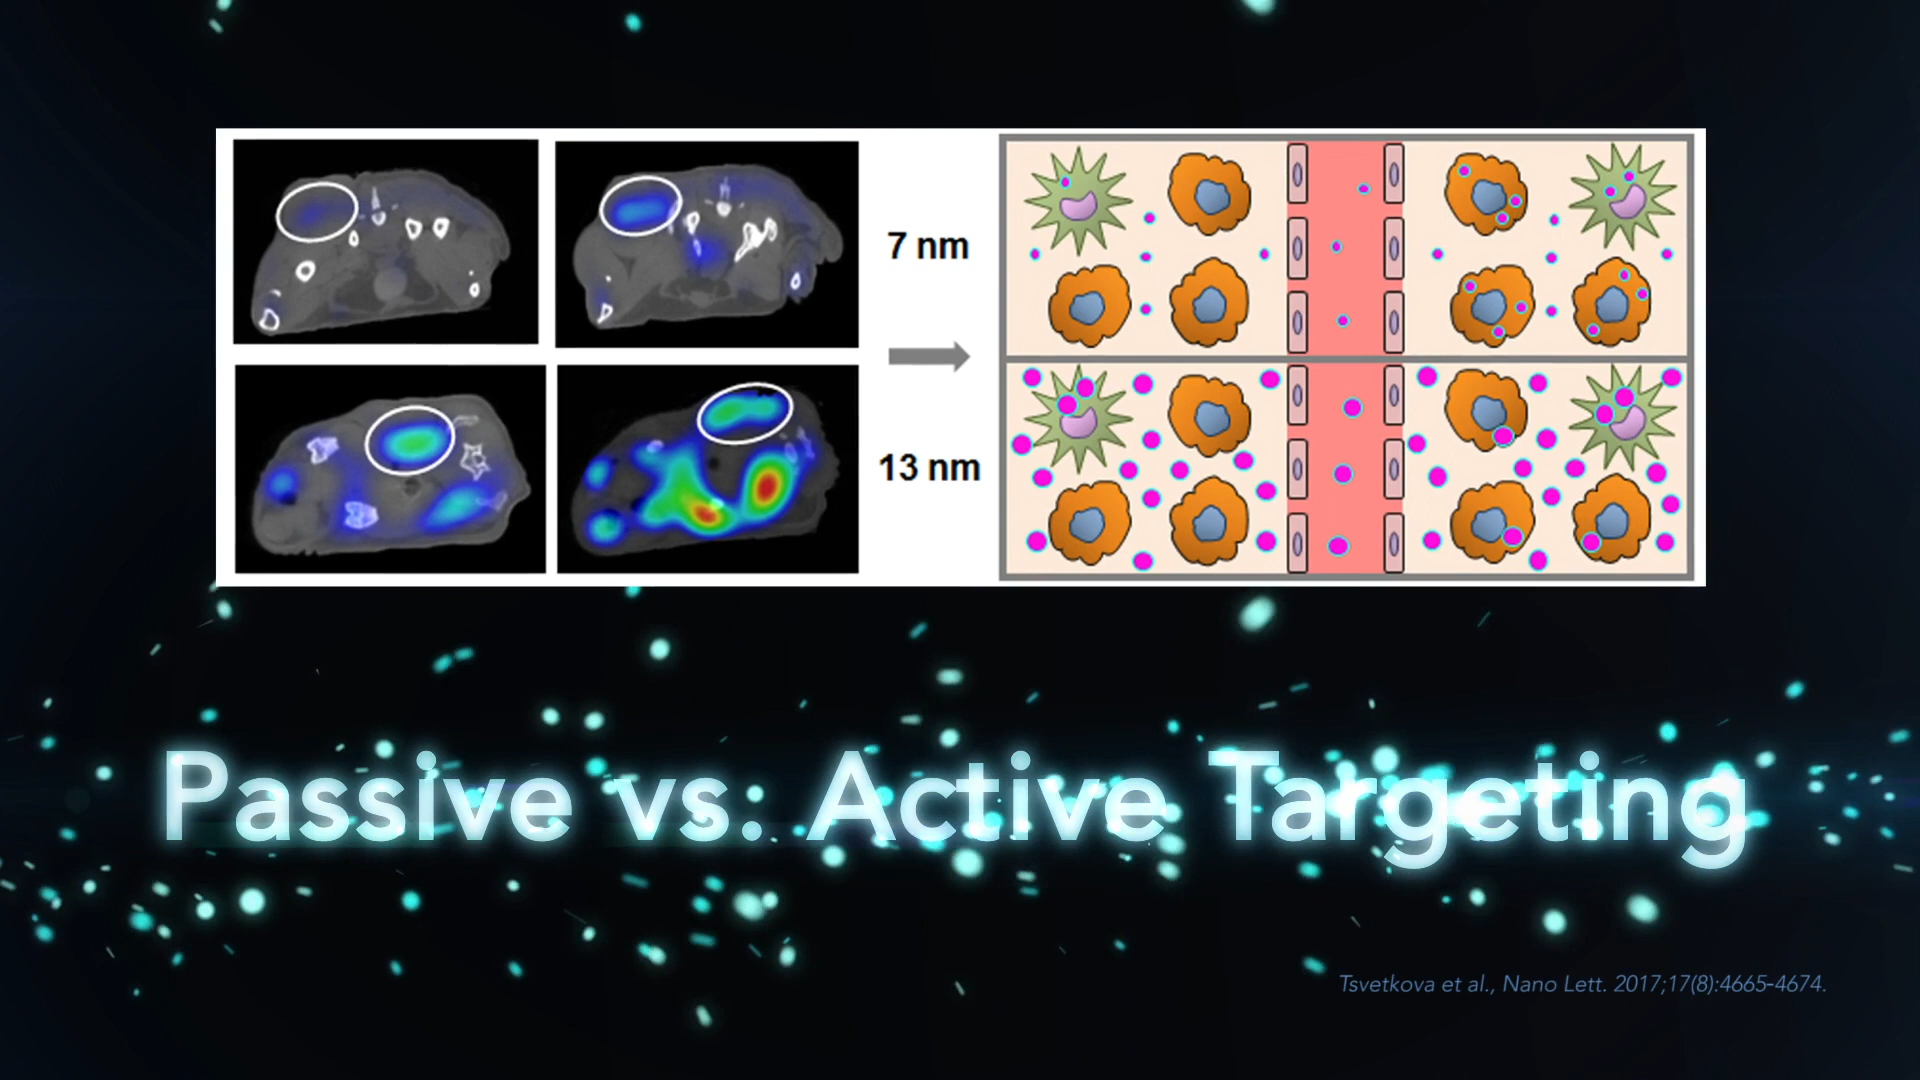 7 nm
13 nm
Passive vs. Active Targeting
Tsvetkova et al., Nano Lett. 2017;17(8):4665-4674.